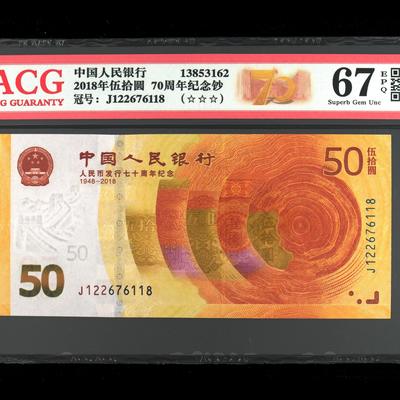 ACG
NG GUARANTY
中国人民银行 13853162
2018年伍拾圆 70周年纪念钞
冠号：J122676118 （☆☆☆）
70
67 EPQ
Superb Gem Unc
中国人民银行
人民币发行七十周年纪念
1948-2018
50
50
伍拾圆
J122676118
50
J122676118